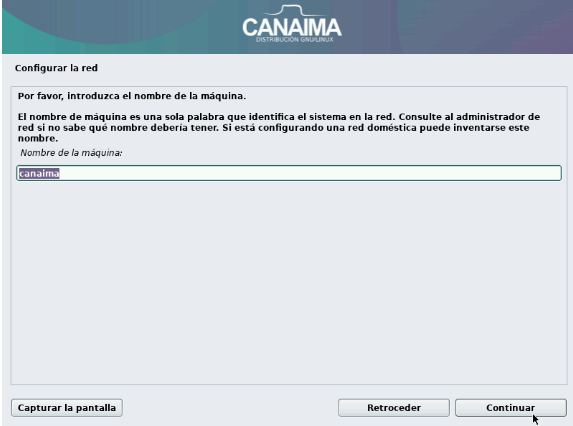 CANAIMA
DISTRIBUCIÓN GNU/LINUX
Configurar la red
Por favor, introduzca el nombre de la máquina.
El nombre de máquina es una sola palabra que identifica el sistema en la red. Consulte al administrador de
red si no sabe qué nombre debería tener. Si está configurando una red doméstica puede inventarse este
nombre.
Nombre de la máquina:
canaima
Capturar la pantalla
Retroceder
Continuar